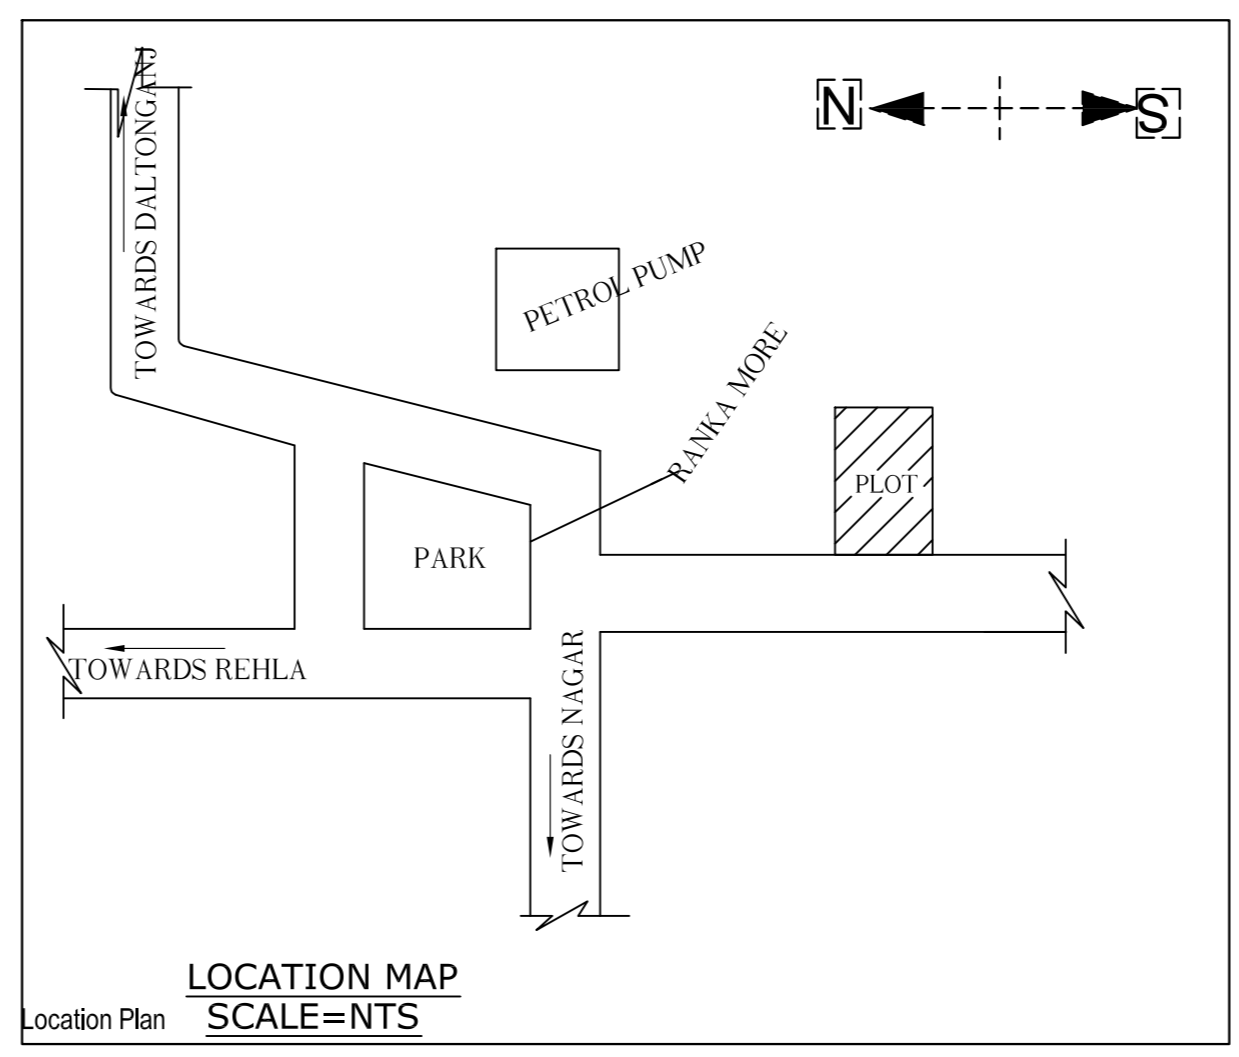 N
S
TOWARDS DALTONGANJ
PETROL PUMP
RANKA MORE
PLOT
PARK
TOWARDS REHLA
TOWARDS NAGAR
LOCATION MAP
SCALE=NTS
Location Plan